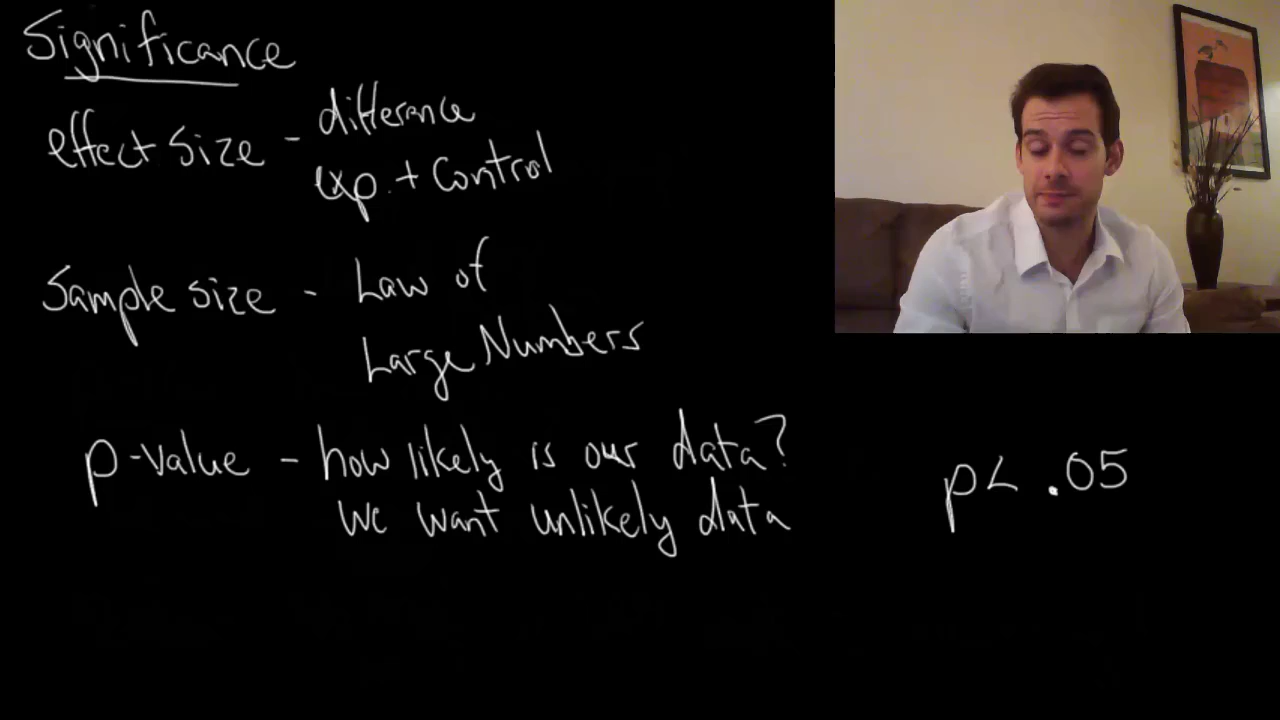 Significance
effect size - difference
exp. + Control
Sample size - Law of
Large Numbers
p-value - how likely is our data?
We want unlikely data
p < .05